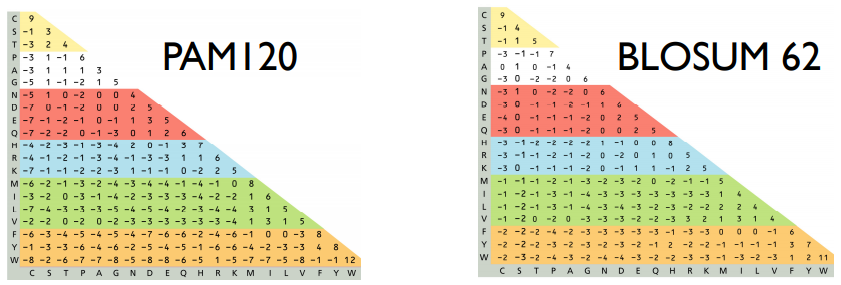 PAM120
C 9
S -1 3
T -3 2 4
P -3 1 -1 6
A -3 1 1 1 3
G -5 1 -1 -2 1 5
N -5 1 0 -2 0 0 4
D -7 0 -1 -2 0 0 2 5
E -7 -1 -2 -1 0 -1 1 3 5
Q -7 -2 -2 0 -1 -3 0 1 2 6
H -4 -2 -3 -1 -3 -4 2 0 -1 3 7
R -4 -1 -2 -1 -3 -4 -1 -3 -3 1 1 6
K -7 -1 -1 -2 -2 -3 1 -1 -1 0 -2 2 5
M -6 -2 -1 -3 -2 -4 -3 -4 -4 -1 -4 -1 0 8
I -3 -2 0 -3 -1 -4 -2 -3 -3 -3 -4 -2 -2 1 6
L -7 -4 -3 -3 -3 -5 -4 -5 -4 -2 -3 -4 -4 3 1 5
V -2 -2 0 -2 0 -2 -3 -3 -3 -3 -3 -3 -4 1 3 1 5
F -6 -3 -4 -5 -4 -5 -4 -7 -6 -6 -2 -4 -6 -1 0 0 -3 8
Y -1 -3 -3 -6 -4 -6 -2 -5 -4 -5 -1 -6 -6 -4 -2 -3 -3 4 8
W -8 -2 -6 -7 -7 -8 -5 -8 -8 -6 -5 1 -5 -7 -7 -5 -8 -1 -1 12
C S T P A G N D E Q H R K M I L V F Y W
BLOSUM 62
C 9
S -1 4
T -1 1 5
P -3 -1 -1 7
A 0 1 0 -1 4
G -3 0 -2 -2 0 6
N -3 1 0 -2 -2 0 6
D -3 0 -1 -1 -2 -1 1 6
E -4 0 -1 -1 -1 -2 0 2 5
Q -3 0 -1 -1 -1 -2 0 0 2 5
H -3 -1 -2 -2 -2 -2 1 -1 0 0 8
R -3 -1 -1 -2 -1 -2 0 -2 0 1 0 5
K -3 0 -1 -1 -1 -2 0 -1 1 1 -1 2 5
M -1 -1 -1 -2 -1 -3 -2 -3 -2 0 -2 -1 -1 5
I -1 -2 -1 -3 -1 -4 -3 -3 -3 -3 -3 -3 -3 1 4
L -1 -2 -1 -3 -1 -4 -3 -4 -3 -2 -3 -2 -2 2 2 4
V -1 -2 0 -2 0 -3 -3 -3 -2 -2 -3 -3 -2 1 3 1 4
F -2 -2 -2 -4 -2 -3 -3 -3 -3 -3 -1 -3 -3 0 0 0 -1 6
Y -2 -2 -2 -3 -2 -3 -2 -3 -2 -1 2 -2 -2 -1 -1 -1 -1 3 7
W -2 -3 -2 -4 -3 -2 -4 -4 -3 -2 -2 -3 -3 -1 -3 -2 -3 1 2 11
C S T P A G N D E Q H R K M I L V F Y W